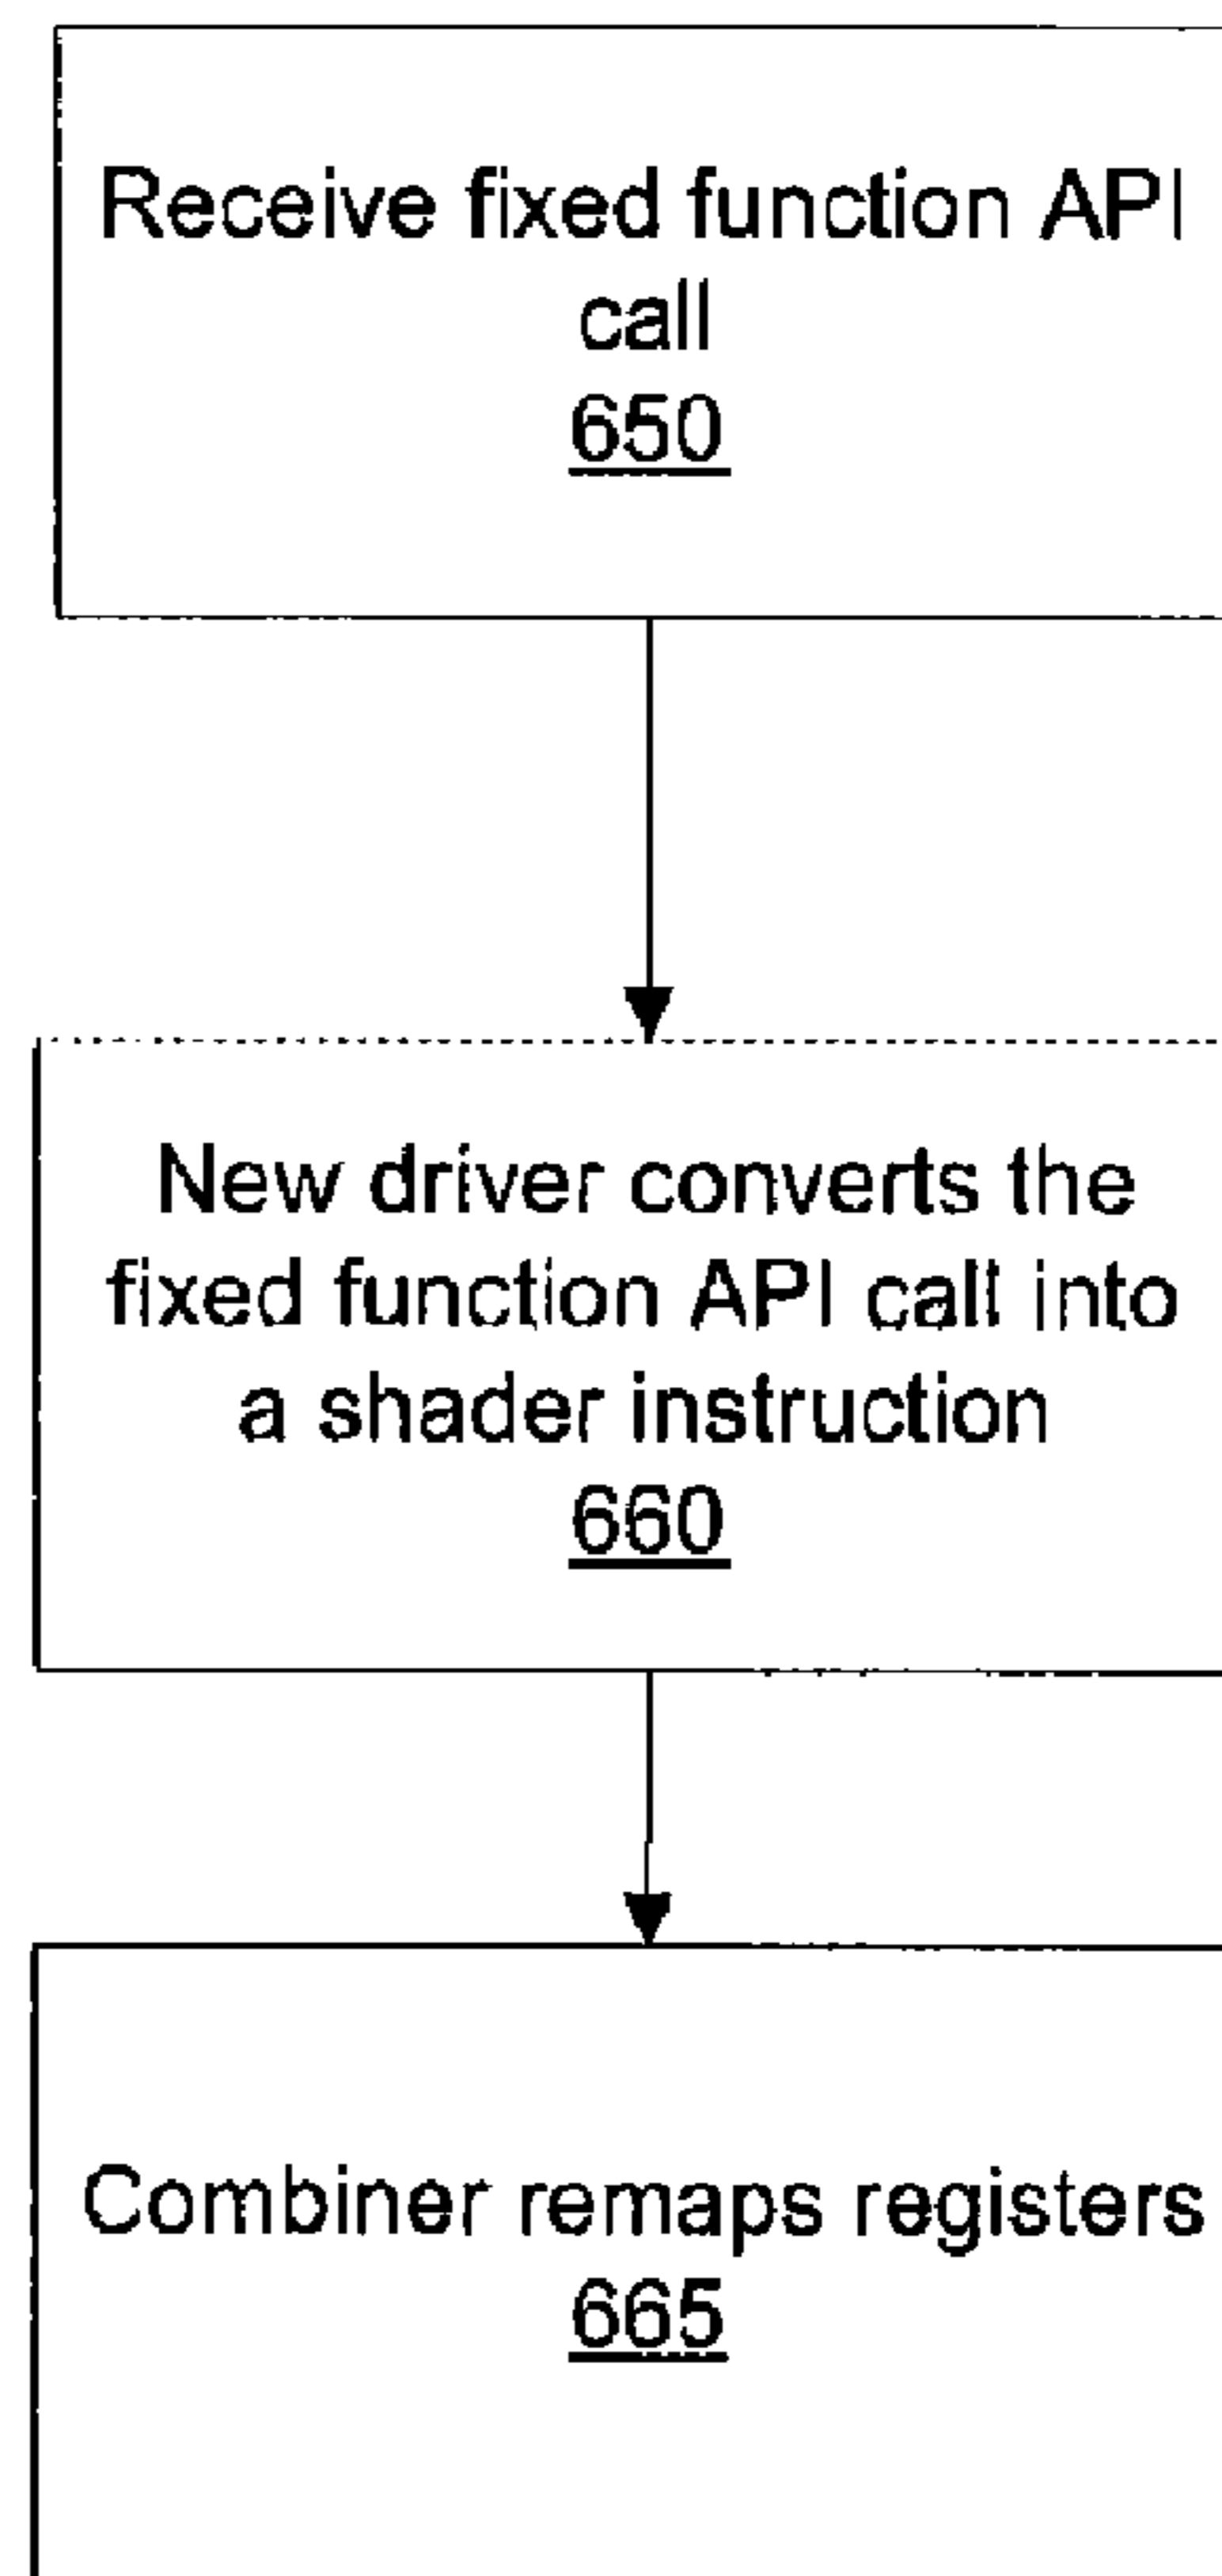 Receive fixed function API
call
650
New driver converts the
fixed function API call into
a shader instruction
660
Combiner remaps registers
665